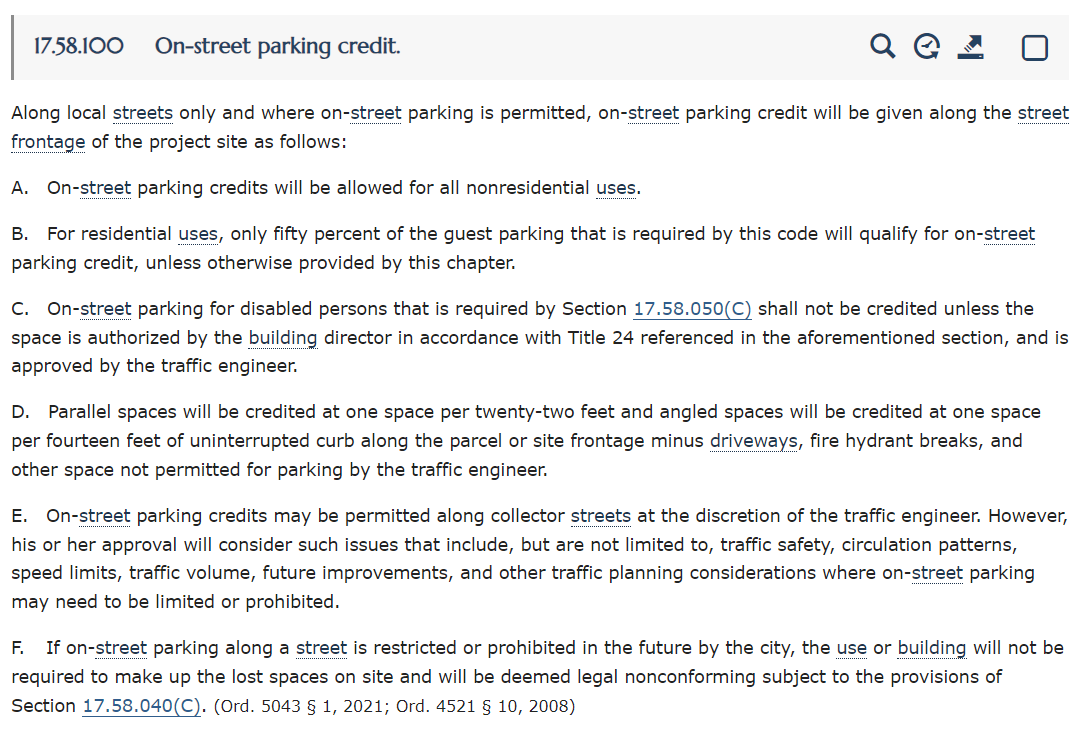 17.58.100 On-street parking credit.
Along local streets only and where on-street parking is permitted, on-street parking credit will be given along the street
frontage of the project site as follows:
A. On-street parking credits will be allowed for all nonresidential uses.
B. For residential uses, only fifty percent of the guest parking that is required by this code will qualify for on-street
parking credit, unless otherwise provided by this chapter.
C. On-street parking for disabled persons that is required by Section 17.58.050(C) shall not be credited unless the
space is authorized by the building director in accordance with Title 24 referenced in the aforementioned section, and is
approved by the traffic engineer.
D. Parallel spaces will be credited at one space per twenty-two feet and angled spaces will be credited at one space
per fourteen feet of uninterrupted curb along the parcel or site frontage minus driveways, fire hydrant breaks, and
other space not permitted for parking by the traffic engineer.
E. On-street parking credits may be permitted along collector streets at the discretion of the traffic engineer. However,
his or her approval will consider such issues that include, but are not limited to, traffic safety, circulation patterns,
speed limits, traffic volume, future improvements, and other traffic planning considerations where on-street parking
may need to be limited or prohibited.
F. If on-street parking along a street is restricted or prohibited in the future by the city, the use or building will not be
required to make up the lost spaces on site and will be deemed legal nonconforming subject to the provisions of
Section 17.58.040(C). (Ord. 5043 § 1, 2021; Ord. 4521 § 10, 2008)